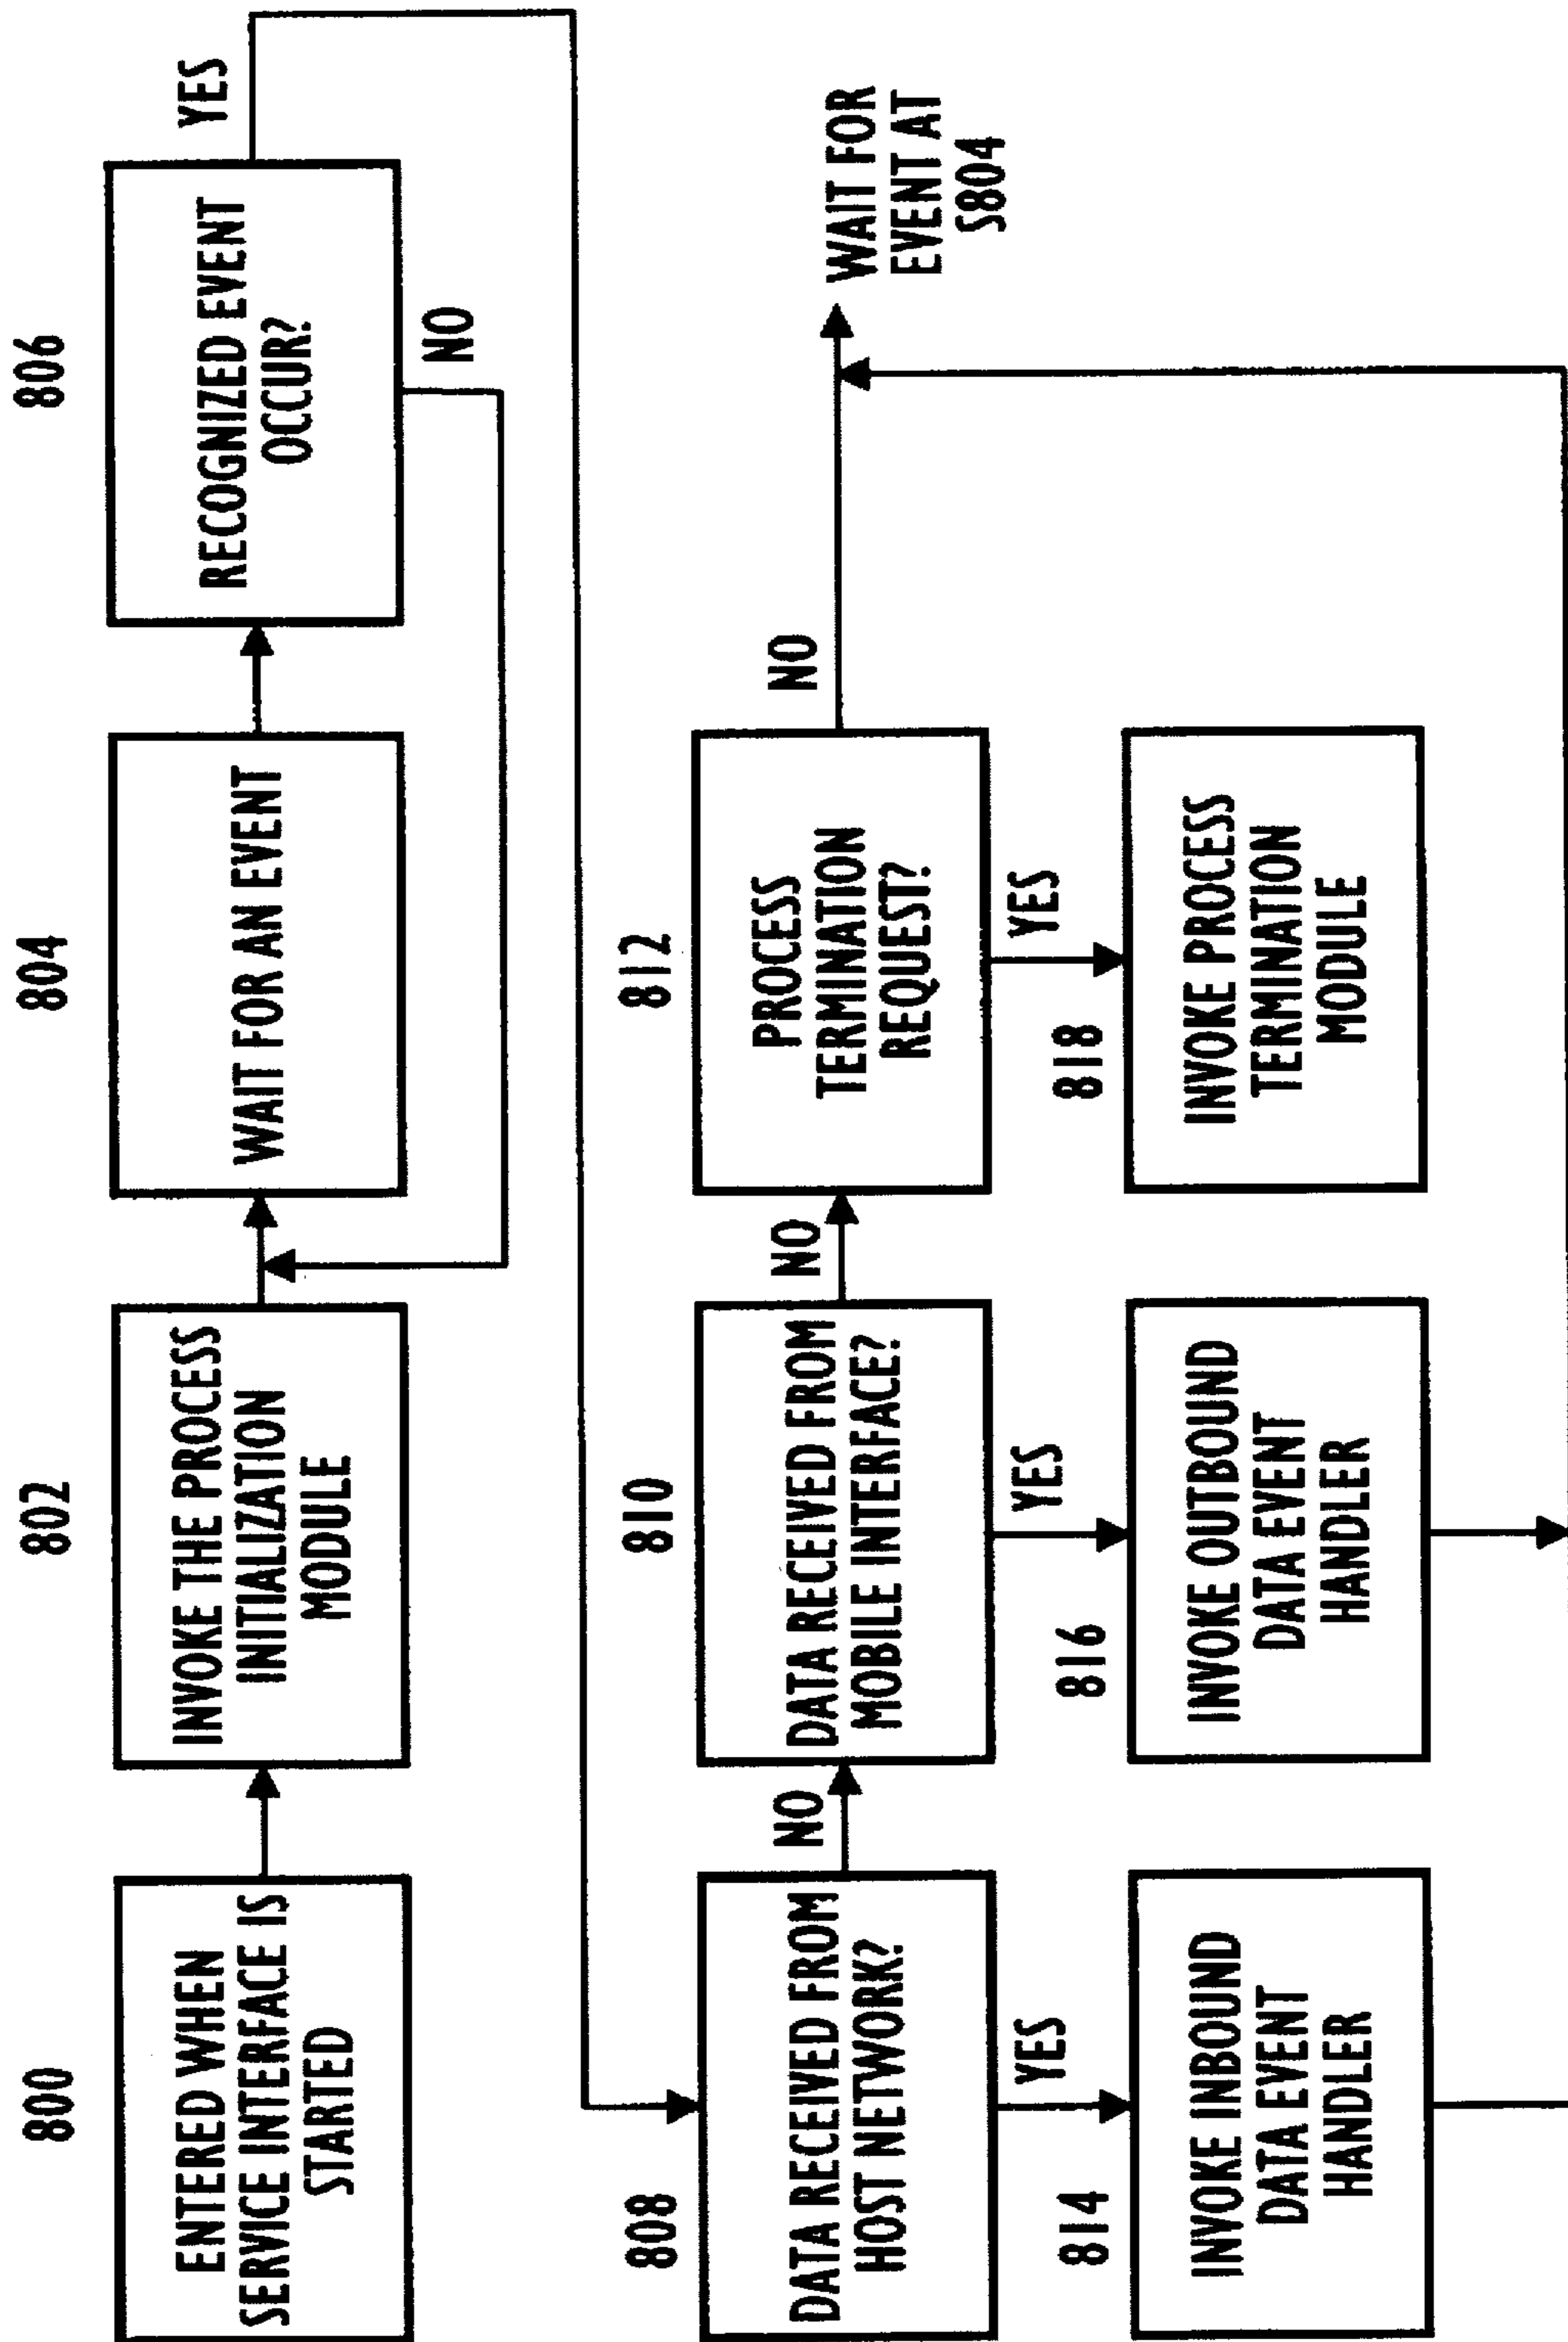 800
ENTERED WHEN
SERVICE INTERFACE IS
STARTED
802
INVOKE THE PROCESS
INITIALIZATION
MODULE
804
WAIT FOR AN EVENT
806
RECOGNIZED EVENT
OCCUR?
YES
NO
808
DATA RECEIVED FROM
HOST NETWORK?
NO
YES
810
DATA RECEIVED FROM
MOBILE INTERFACE?
NO
YES
812
PROCESS
TERMINATION
REQUEST?
NO
YES
WAIT FOR
EVENT AT
S804
814
INVOKE INBOUND
DATA EVENT
HANDLER
816
INVOKE OUTBOUND
DATA EVENT
HANDLER
818
INVOKE PROCESS
TERMINATION
MODULE